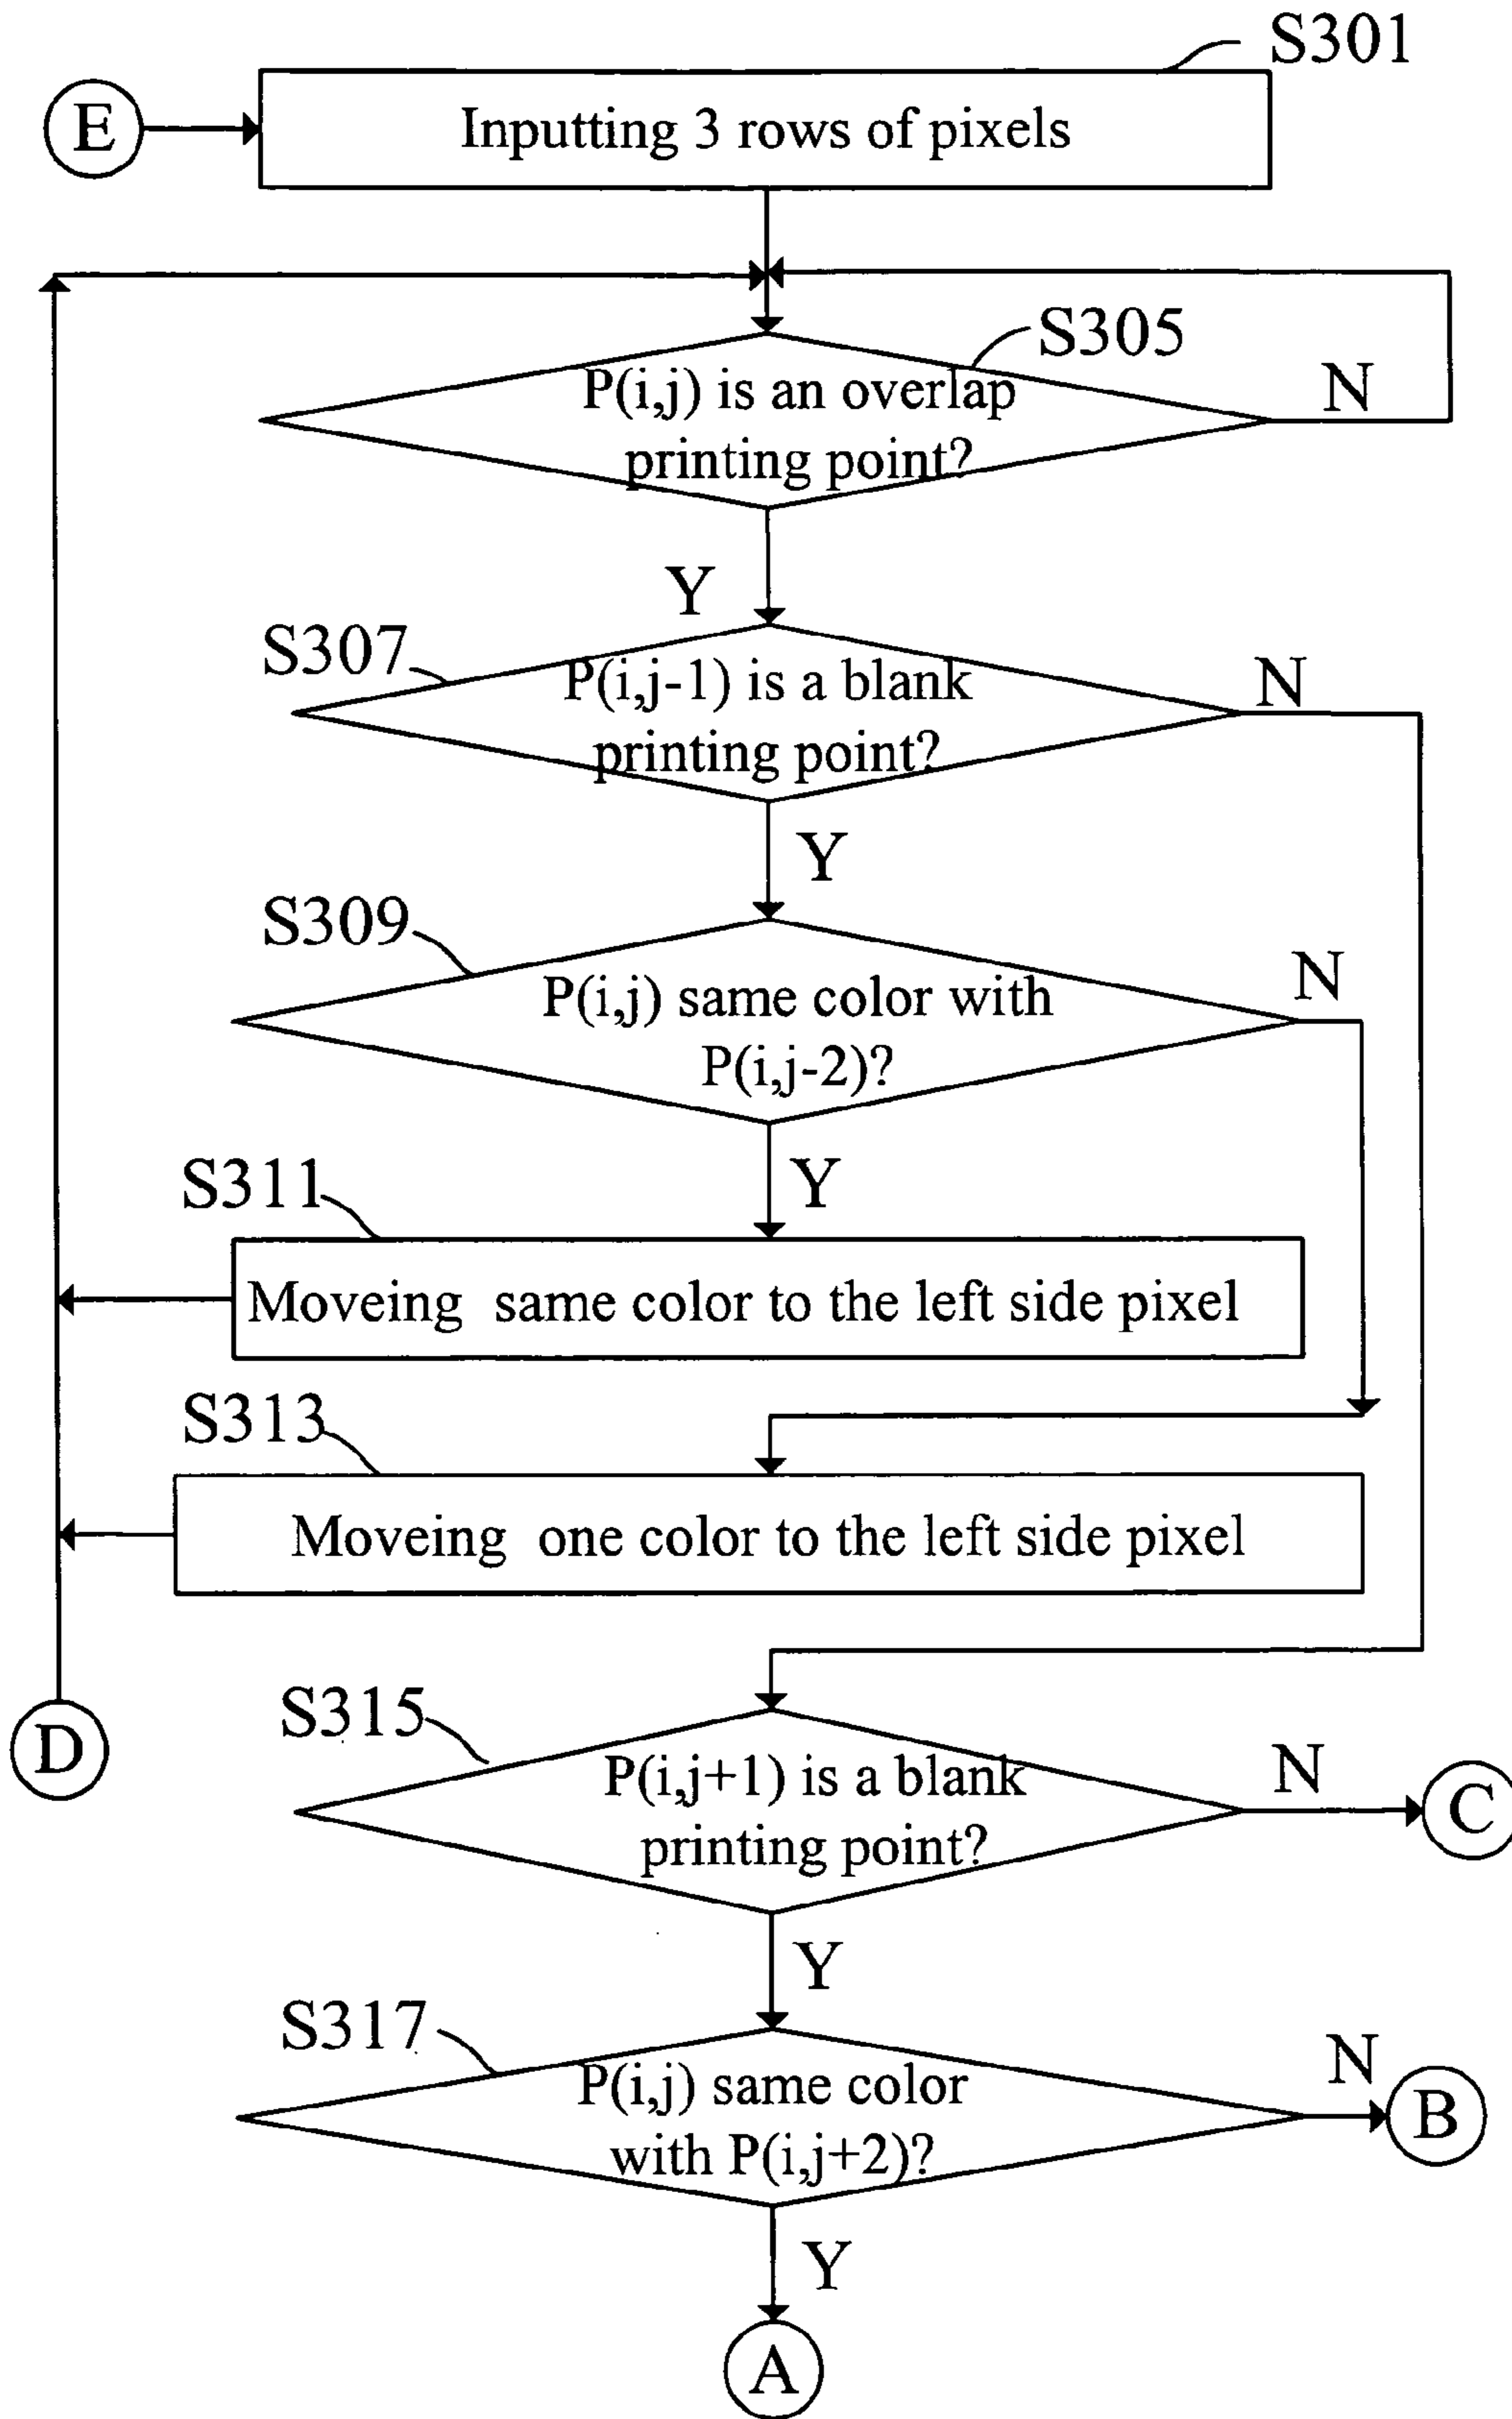 S301
E
Inputting 3 rows of pixels
S305
P(i,j) is an overlap
printing point?
N
Y
S307
P(i,j-1) is a blank
printing point?
N
Y
S309
P(i,j) same color with
P(i,j-2)?
N
Y
S311
Moveing same color to the left side pixel
S313
Moveing one color to the left side pixel
D
S315
P(i,j+1) is a blank
printing point?
N
C
Y
S317
P(i,j) same color
with P(i,j+2)?
N
B
Y
A